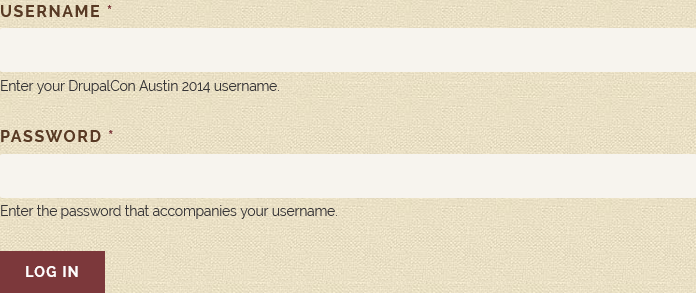 USERNAME *
Enter your DrupalCon Austin 2014 username.
PASSWORD *
Enter the password that accompanies your username.
LOG IN